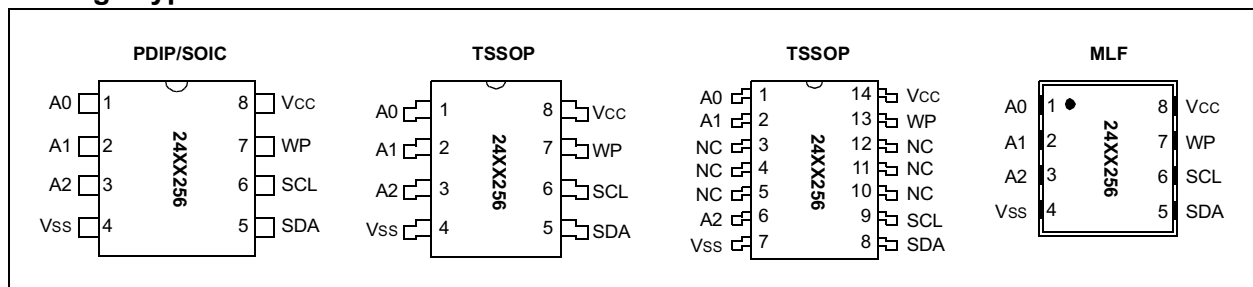 PDIP/SOIC
A0 1 8 VCC
A1 2 7 WP
A2 3 6 SCL
VSS 4 5 SDA
24XX256
TSSOP
A0 1 8 VCC
A1 2 7 WP
A2 3 6 SCL
VSS 4 5 SDA
24XX256
TSSOP
A0 1 14 VCC
A1 2 13 WP
NC 3 12 NC
NC 4 11 NC
NC 5 10 NC
A2 6 9 SCL
VSS 7 8 SDA
24XX256
MLF
A0 1 8 VCC
A1 2 7 WP
A2 3 6 SCL
VSS 4 5 SDA
24XX256